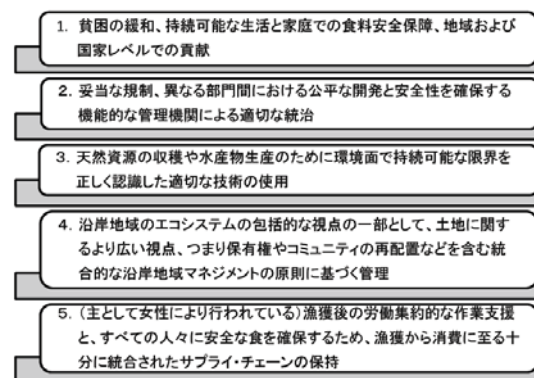 1. 貧困の緩和、持続可能な生活と家庭での食料安全保障、地域および
国家レベルでの貢献
2. 妥当な規制、異なる部門間における公平な開発と安全性を確保する
機能的な管理機関による適切な統治
3. 天然資源の収穫や水産物生産のために環境面で持続可能な限界を
正しく認識した適切な技術の使用
4. 沿岸地域のエコシステムの包括的な視点の一部として、土地に関す
るより広い視点、つまり保有権やコミュニティの再配置などを含む統
合的な沿岸地域マネジメントの原則に基づく管理
5. （主として女性により行われている）漁獲後の労働集約的な作業支援
と、すべての人々に安全な食を確保するため、漁獲から消費に至る十
分に統合されたサプライ・チェーンの保持